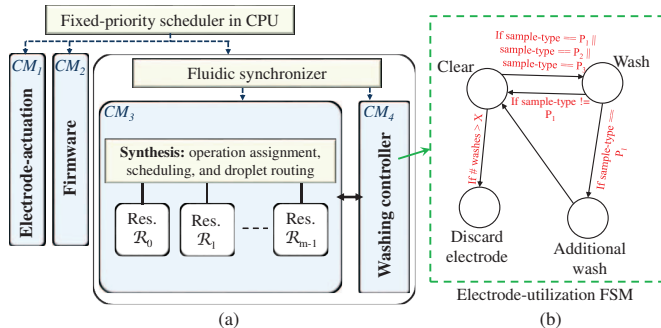 Fixed-priority scheduler in CPU
CM1
CM2
Electrode-actuation
Firmware
Fluidic synchronizer
CM3
CM4
Synthesis: operation assignment,
scheduling, and droplet routing
Res.
R0
Res.
R1
Res.
Rm-1
Washing controller
(a)
If sample-type == P1 ||
sample-type == P2 ||
sample-type == P3
Clear
Wash
If sample-type !=
P1
If # washes > X
If sample-type ==
P1
Discard
electrode
Additional
wash
Electrode-utilization FSM
(b)